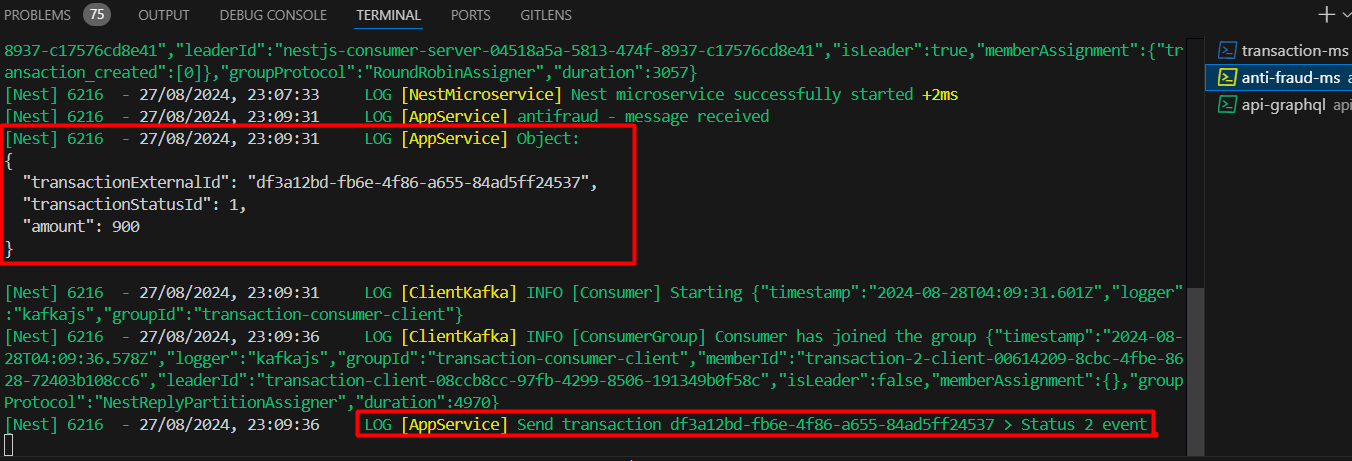 PROBLEMS 75 OUTPUT DEBUG CONSOLE TERMINAL PORTS GITLENS
8937-c17576cd8e41","leaderId":"nestjs-consumer-server-04518a5a-5813-474f-8937-c17576cd8e41","isLeader":true,"memberAssignment":{"tr
ansaction_created":[0]},"groupProtocol":"RoundRobinAssigner","duration":3057}
[Nest] 6216 - 27/08/2024, 23:07:33 LOG [NestMicroservice] Nest microservice successfully started +2ms
[Nest] 6216 - 27/08/2024, 23:09:31 LOG [AppService] antifraud - message received
[Nest] 6216 - 27/08/2024, 23:09:31 LOG [AppService] Object:
{
"transactionExternalId": "df3a12bd-fb6e-4f86-a655-84ad5ff24537",
"transactionStatusId": 1,
"amount": 900
}
[Nest] 6216 - 27/08/2024, 23:09:31 LOG [ClientKafka] INFO [Consumer] Starting {"timestamp":"2024-08-28T04:09:31.601Z","logger"
:"kafkajs","groupId":"transaction-consumer-client"}
[Nest] 6216 - 27/08/2024, 23:09:36 LOG [ClientKafka] INFO [ConsumerGroup] Consumer has joined the group {"timestamp":"2024-08-
28T04:09:36.578Z","logger":"kafkajs","groupId":"transaction-consumer-client","memberId":"transaction-2-client-00614209-8cbc-4fbe-86
28-72403b108cc6","leaderId":"transaction-client-08ccb8cc-97fb-4299-8506-191349b0f58c","isLeader":false,"memberAssignment":{},"group
Protocol":"NestReplyPartitionAssigner","duration":4970}
[Nest] 6216 - 27/08/2024, 23:09:36 LOG [AppService] Send transaction df3a12bd-fb6e-4f86-a655-84ad5ff24537 > Status 2 event
transaction-ms
anti-fraud-ms a
api-graphql api